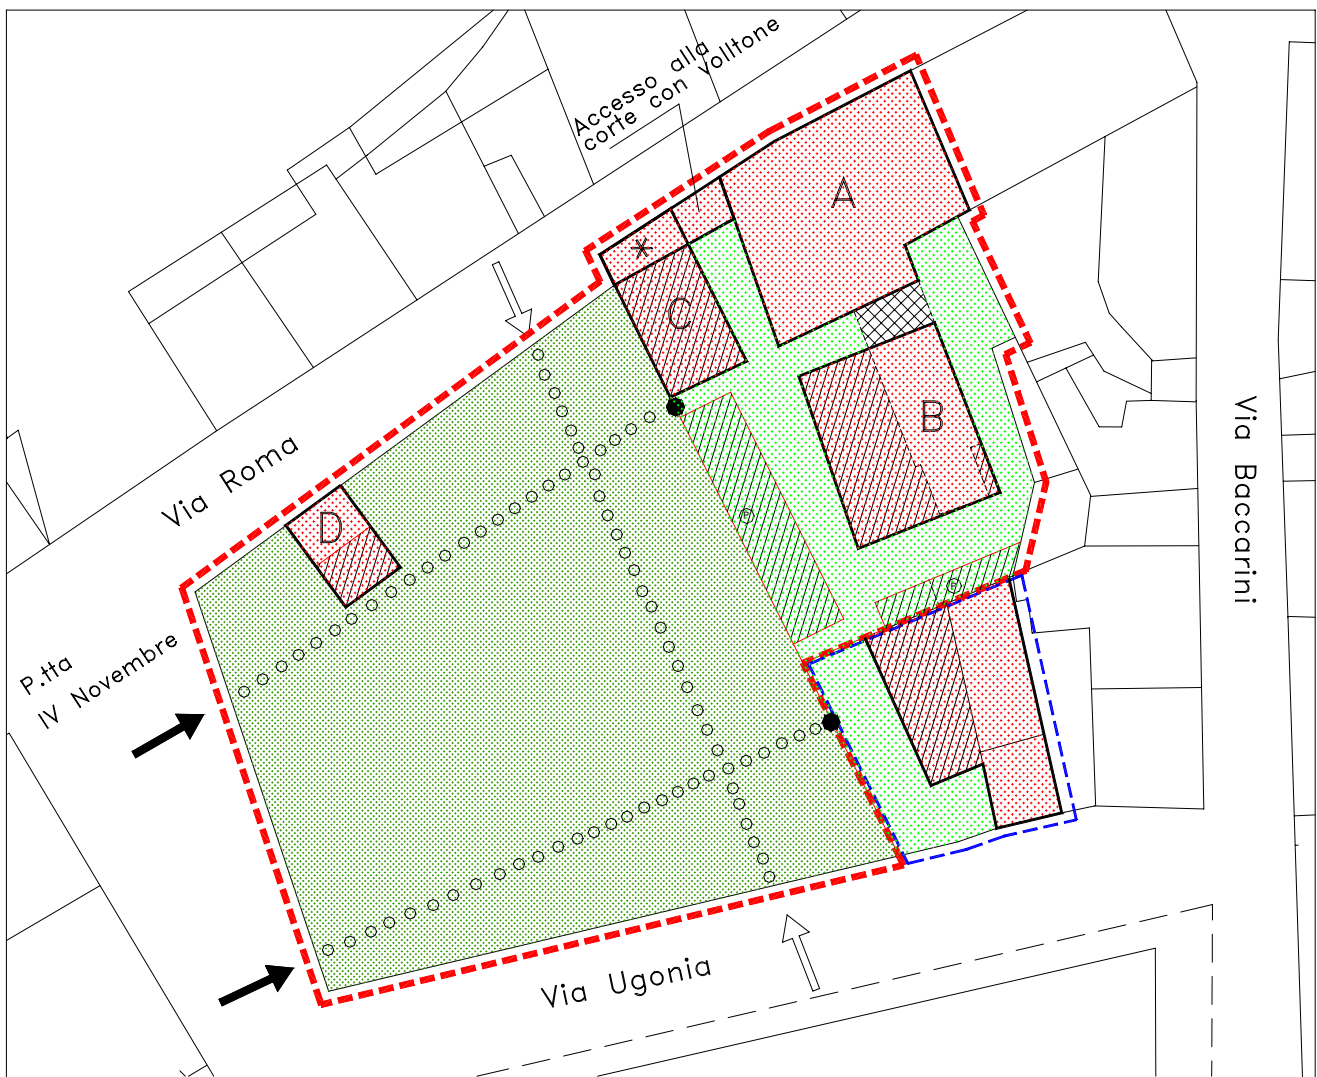 Accesso alla
corte con volltone
A
*
C
B
Via Roma
D
P
P
P.tta
IV Novembre
Via Baccarini
Via Ugonia